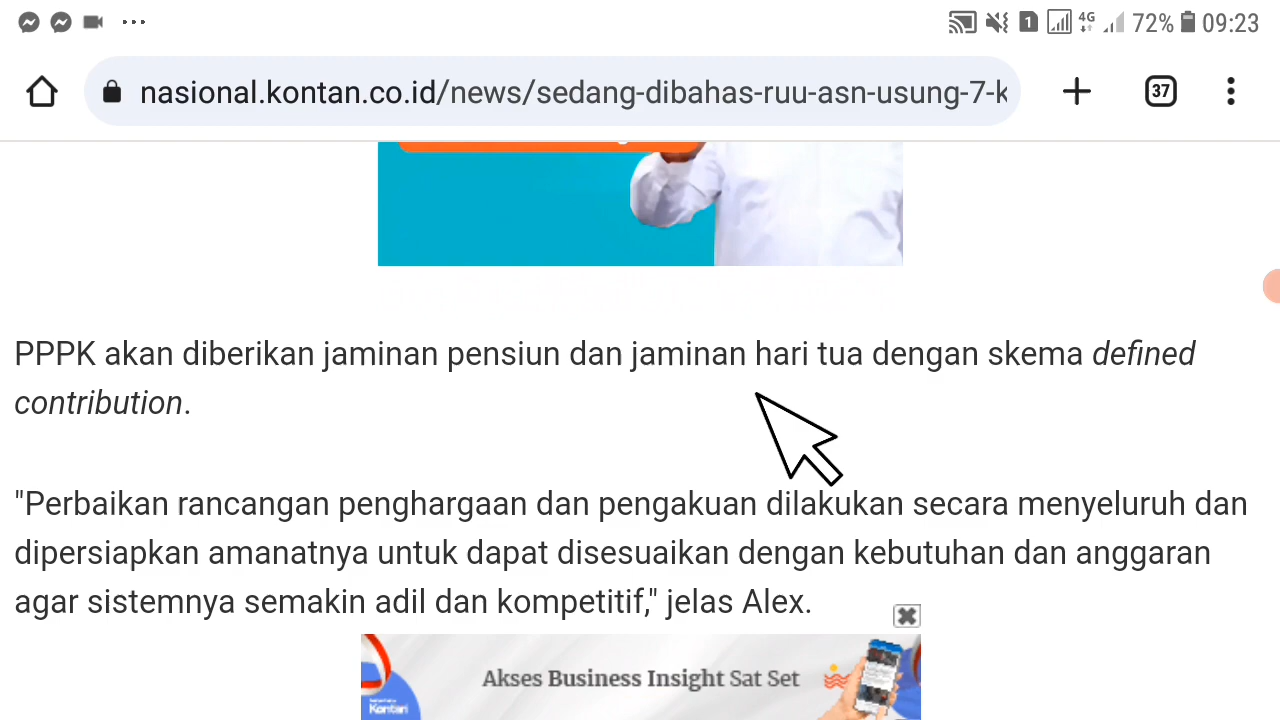 1 4G 72% 09:23
nasional.kontan.co.id/news/sedang-dibahas-ruu-asn-usung-7-k
37
PPPK akan diberikan jaminan pensiun dan jaminan hari tua dengan skema defined
contribution.
"Perbaikan rancangan penghargaan dan pengakuan dilakukan secara menyeluruh dan
dipersiapkan amanatnya untuk dapat disesuaikan dengan kebutuhan dan anggaran
agar sistemnya semakin adil dan kompetitif," jelas Alex.
Akses Business Insight Sat Set
Kontan